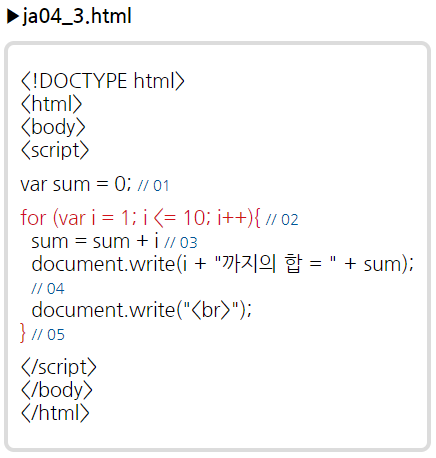 ▶ja04_3.html
<!DOCTYPE html>
<html>
<body>
<script>
var sum = 0; // 01
for (var i = 1; i <= 10; i++){ // 02
sum = sum + i // 03
document.write(i + "까지의 합 = " + sum);
// 04
document.write("<br>");
} // 05
</script>
</body>
</html>